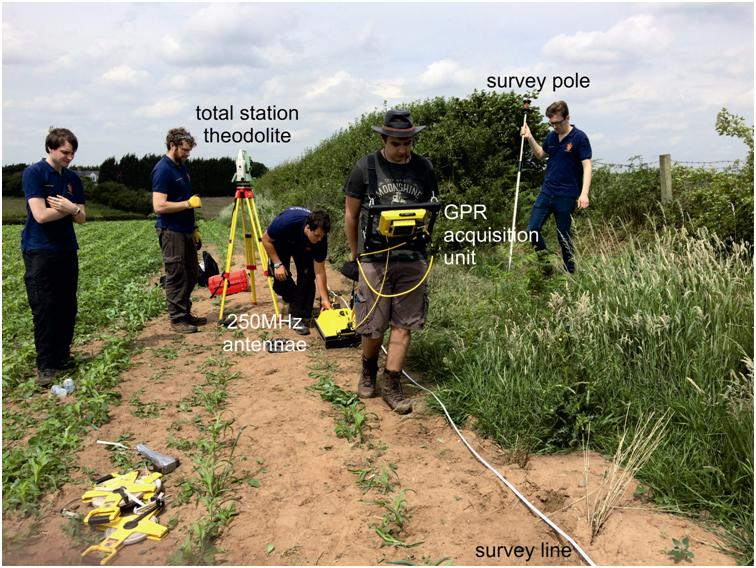 survey pole
total station
theodolite
MOONSHINE
GPR
acquisition
unit
250MHz
antennae
survey line